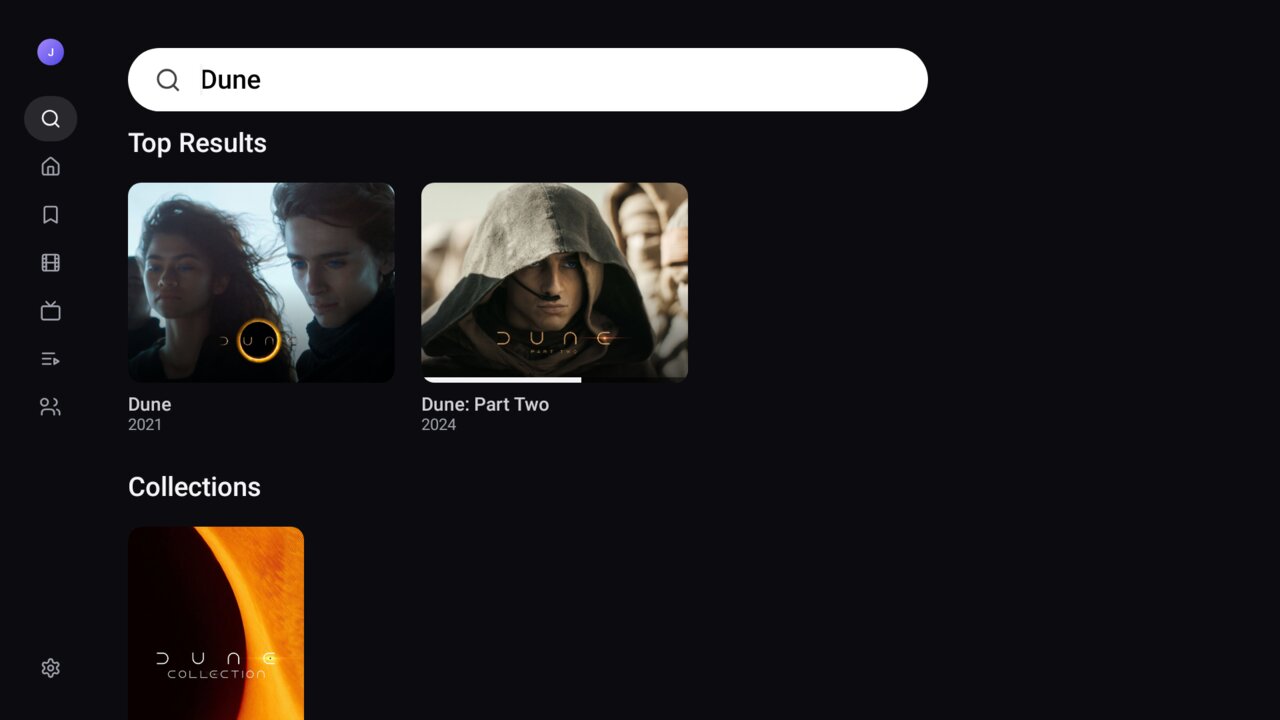 J
Dune
Top Results
DUNE
DUNE
PART TWO
Dune
2021
Dune: Part Two
2024
Collections
DUNE
COLLECTION